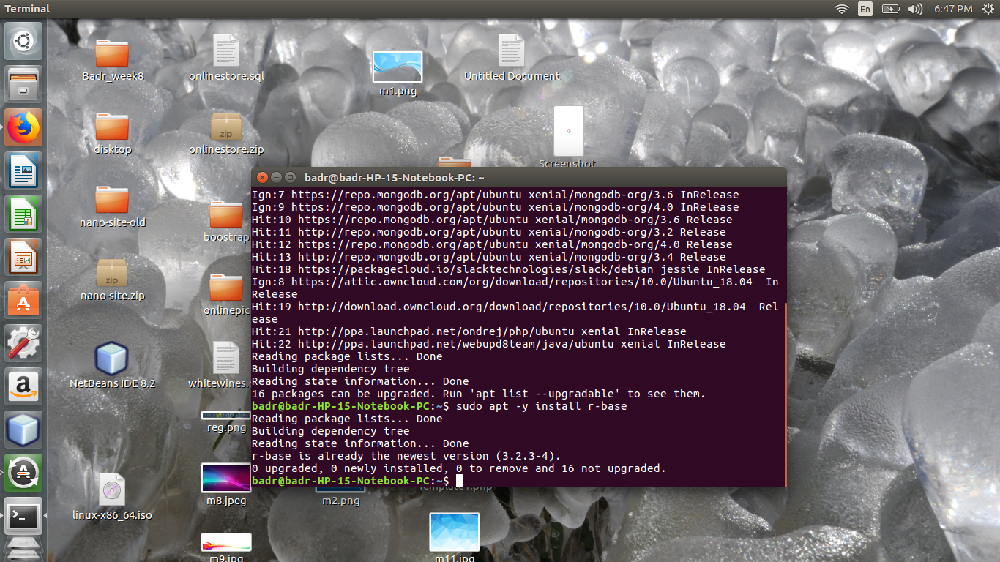 Terminal
En
6:47 PM
Badr_week8
onlinestore.sql
m1.png
Untitled Document
zip
disktop
onlinestore.zip
Screenshot
nano-site-old
boostrap
zip
nano-site.zip
onlinepic
NetBeans IDE 8.2
whitewines.
reg.png
linux-x86_64.iso
m8.jpeg
m2.png
m9.jpg
m11.jpg
badr@badr-HP-15-Notebook-PC: ~
Ign:7 https://repo.mongodb.org/apt/ubuntu xenial/mongodb-org/3.6 InRelease
Ign:9 https://repo.mongodb.org/apt/ubuntu xenial/mongodb-org/4.0 InRelease
Hit:10 https://repo.mongodb.org/apt/ubuntu xenial/mongodb-org/3.6 Release
Hit:11 http://repo.mongodb.org/apt/ubuntu xenial/mongodb-org/3.2 Release
Hit:12 https://repo.mongodb.org/apt/ubuntu xenial/mongodb-org/4.0 Release
Hit:13 http://repo.mongodb.org/apt/ubuntu xenial/mongodb-org/3.4 Release
Hit:18 https://packagecloud.io/slacktechnologies/slack/debian jessie InRelease
Ign:8 https://attic.owncloud.com/org/download/repositories/10.0/Ubuntu_18.04  In
Release
Hit:19 http://download.owncloud.org/download/repositories/10.0/Ubuntu_18.04  Rel
ease
Hit:21 http://ppa.launchpad.net/ondrej/php/ubuntu xenial InRelease
Hit:22 http://ppa.launchpad.net/webupd8team/java/ubuntu xenial InRelease
Reading package lists... Done
Building dependency tree
Reading state information... Done
16 packages can be upgraded. Run 'apt list --upgradable' to see them.
badr@badr-HP-15-Notebook-PC:~$ sudo apt -y install r-base
Reading package lists... Done
Building dependency tree
Reading state information... Done
r-base is already the newest version (3.2.3-4).
0 upgraded, 0 newly installed, 0 to remove and 16 not upgraded.
badr@badr-HP-15-Notebook-PC:~$